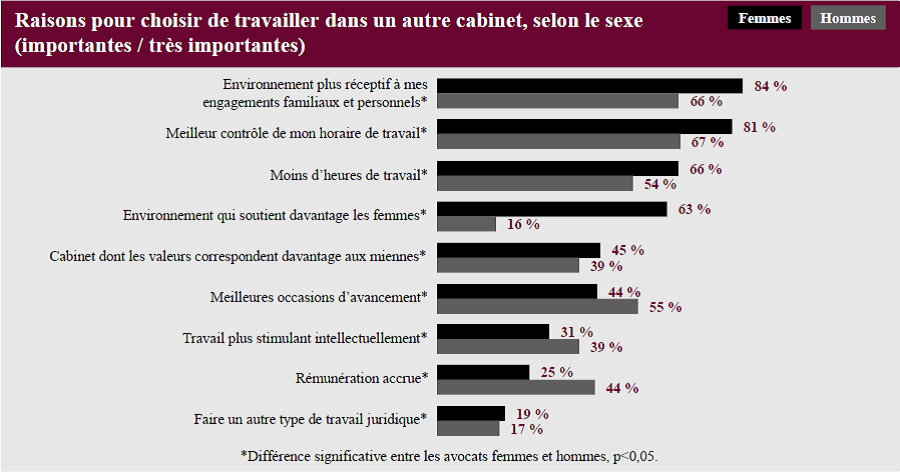 Raisons pour choisir de travailler dans un autre cabinet, selon le sexe
(importantes / très importantes)
Femmes
Hommes
Environnement plus réceptif à mes
engagements familiaux et personnels*
84 %
66 %
Meilleur contrôle de mon horaire de travail*
81 %
67 %
Moins d’heures de travail*
66 %
54 %
Environnement qui soutient davantage les femmes*
63 %
16 %
Cabinet dont les valeurs correspondent davantage aux miennes*
45 %
39 %
Meilleures occasions d’avancement*
44 %
55 %
Travail plus stimulant intellectuellement*
31 %
39 %
Rémunération accrue*
25 %
44 %
Faire un autre type de travail juridique*
19 %
17 %
*Différence significative entre les avocats femmes et hommes, p<0,05.